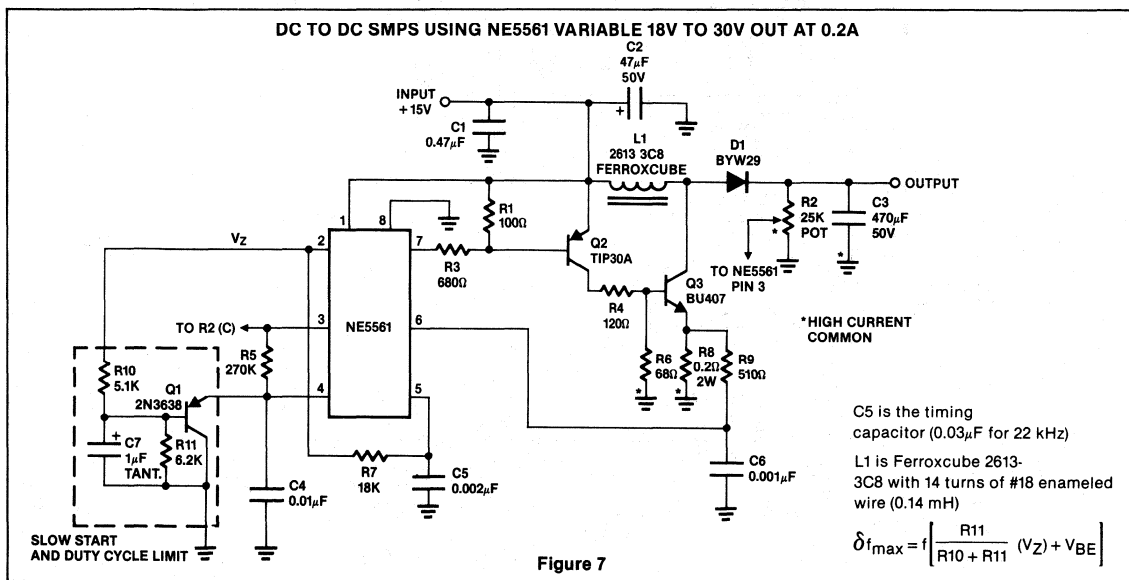 DC TO DC SMPS USING NE5561 VARIABLE 18V TO 30V OUT AT 0.2A
C2
47μF
50V
+
INPUT
+15V
C1
0.47μF
L1
2613 3C8
FERROXCUBE
D1
BYW29
OUTPUT
R2
25K
POT
*
C3
470μF
50V
*
TO NE5561
PIN 3
1
8
R1
100Ω
VZ
2
7
R3
680Ω
Q2
TIP30A
Q3
BU407
R4
120Ω
*HIGH CURRENT
COMMON
TO R2 (C)
3
NE5561
6
R5
270K
R6
68Ω
*
R8
0.2Ω
2W
*
R9
510Ω
R10
5.1K
Q1
2N3638
4
5
+
C7
1μF
TANT.
R11
6.2K
R7
18K
C4
0.01μF
C5
0.002μF
C6
0.001μF
C5 is the timing
capacitor (0.03μF for 22 kHz)
L1 is Ferroxcube 2613-
3C8 with 14 turns of #18 enameled
wire (0.14 mH)
δfmax = f[R11 / (R10 + R11) (VZ) + VBE]
SLOW START
AND DUTY CYCLE LIMIT
Figure 7